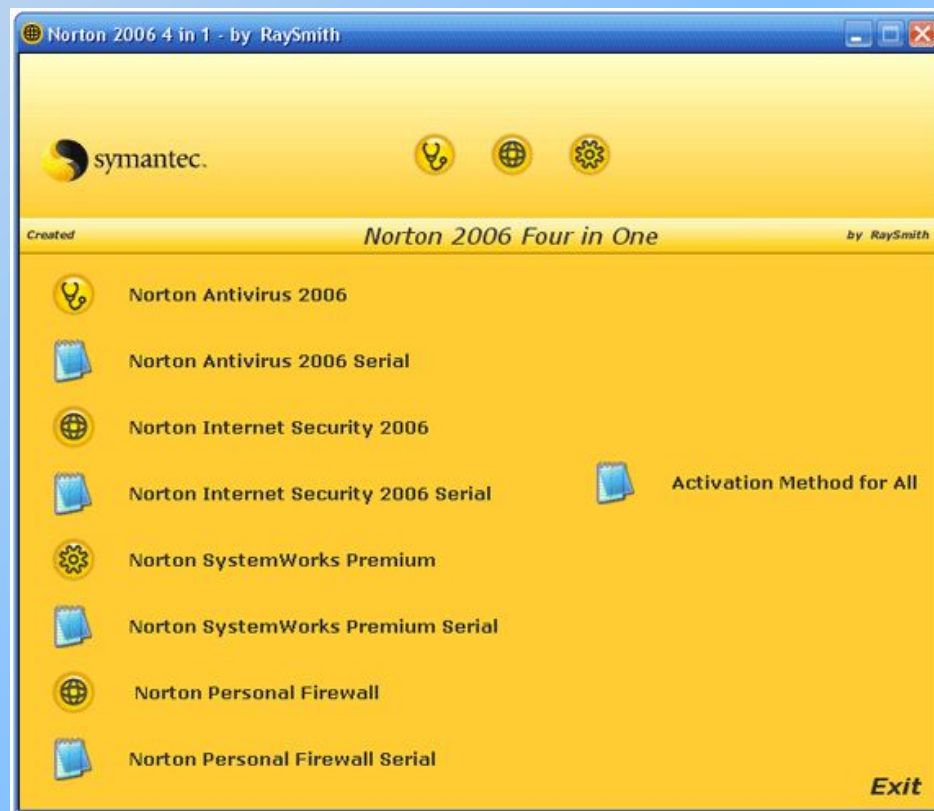 Norton 2006 4 in 1 - by RaySmith
symantec.
Created
Norton 2006 Four in One
by RaySmith
Norton Antivirus 2006
Norton Antivirus 2006 Serial
Norton Internet Security 2006
Norton Internet Security 2006 Serial
Activation Method for All
Norton SystemWorks Premium
Norton SystemWorks Premium Serial
Norton Personal Firewall
Norton Personal Firewall Serial
Exit